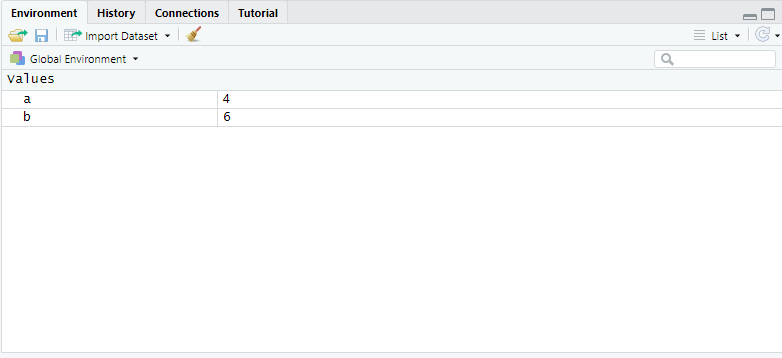 Environment History Connections Tutorial
Import Dataset List
Global Environment
Values
a 4
b 6